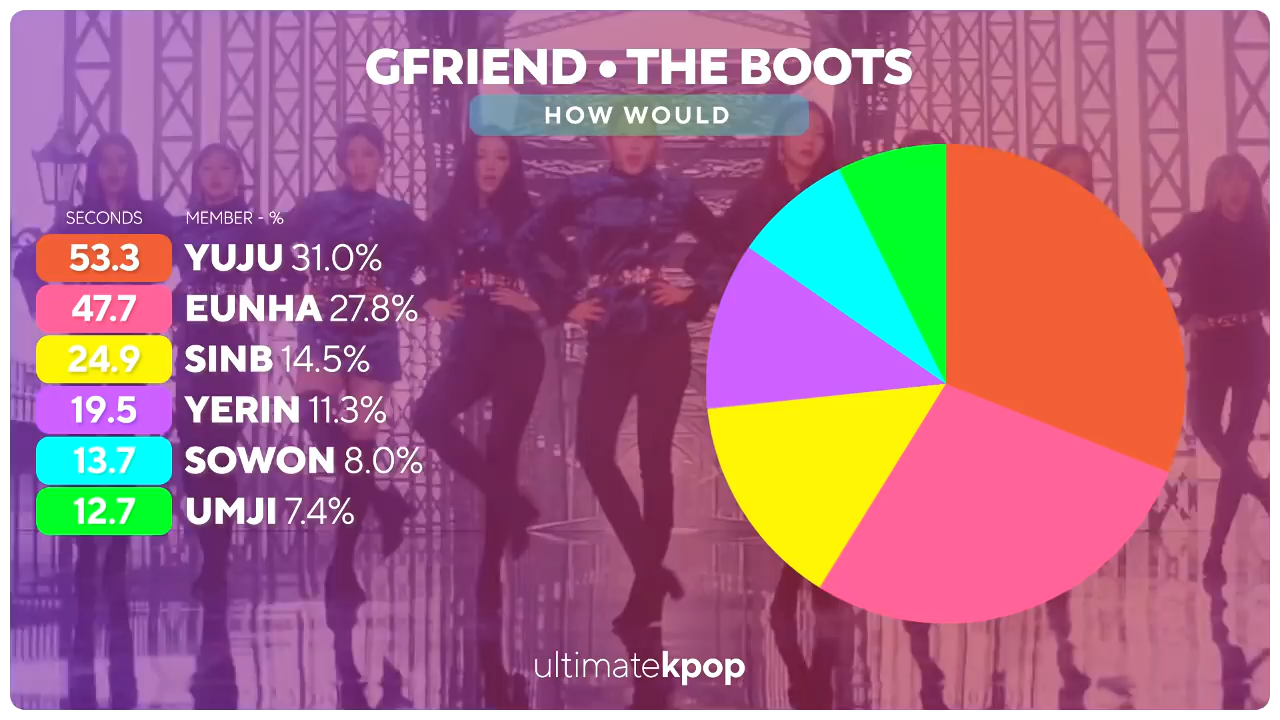 GFRIEND • THE BOOTS
HOW WOULD
SECONDS MEMBER - %
53.3 YUJU 31.0%
47.7 EUNHA 27.8%
24.9 SINB 14.5%
19.5 YERIN 11.3%
13.7 SOWON 8.0%
12.7 UMJI 7.4%
ultimatekpop